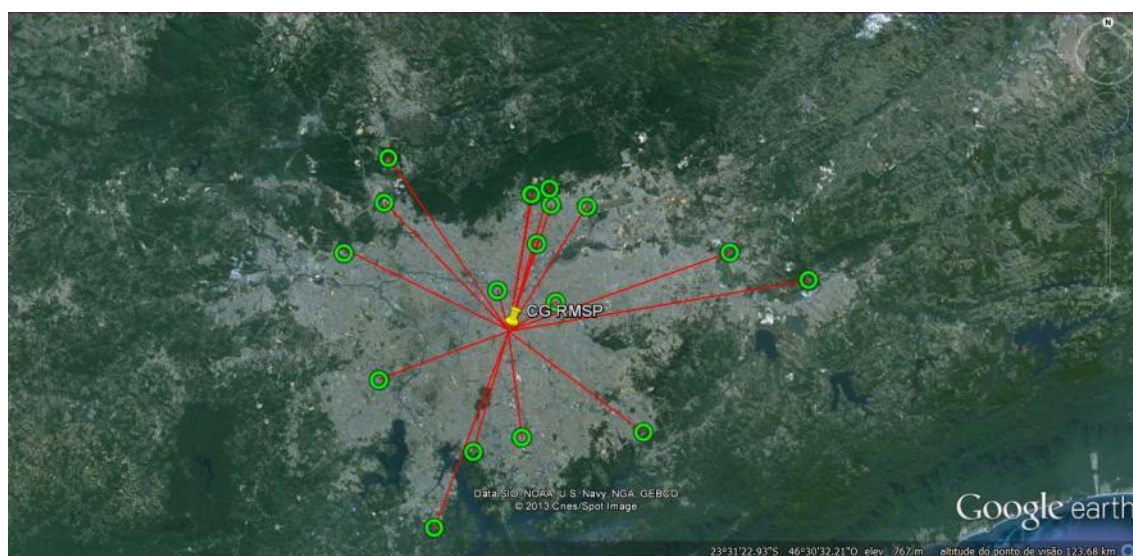 N
CG RMSP
Data SIO, NOAA, U.S. Navy, NGA, GEBCO
© 2013 Cnes/Spot Image
Google earth
23°31'22.93"S 46°30'32.21"O elev 767 m altitude do ponto de visão 123.68 km